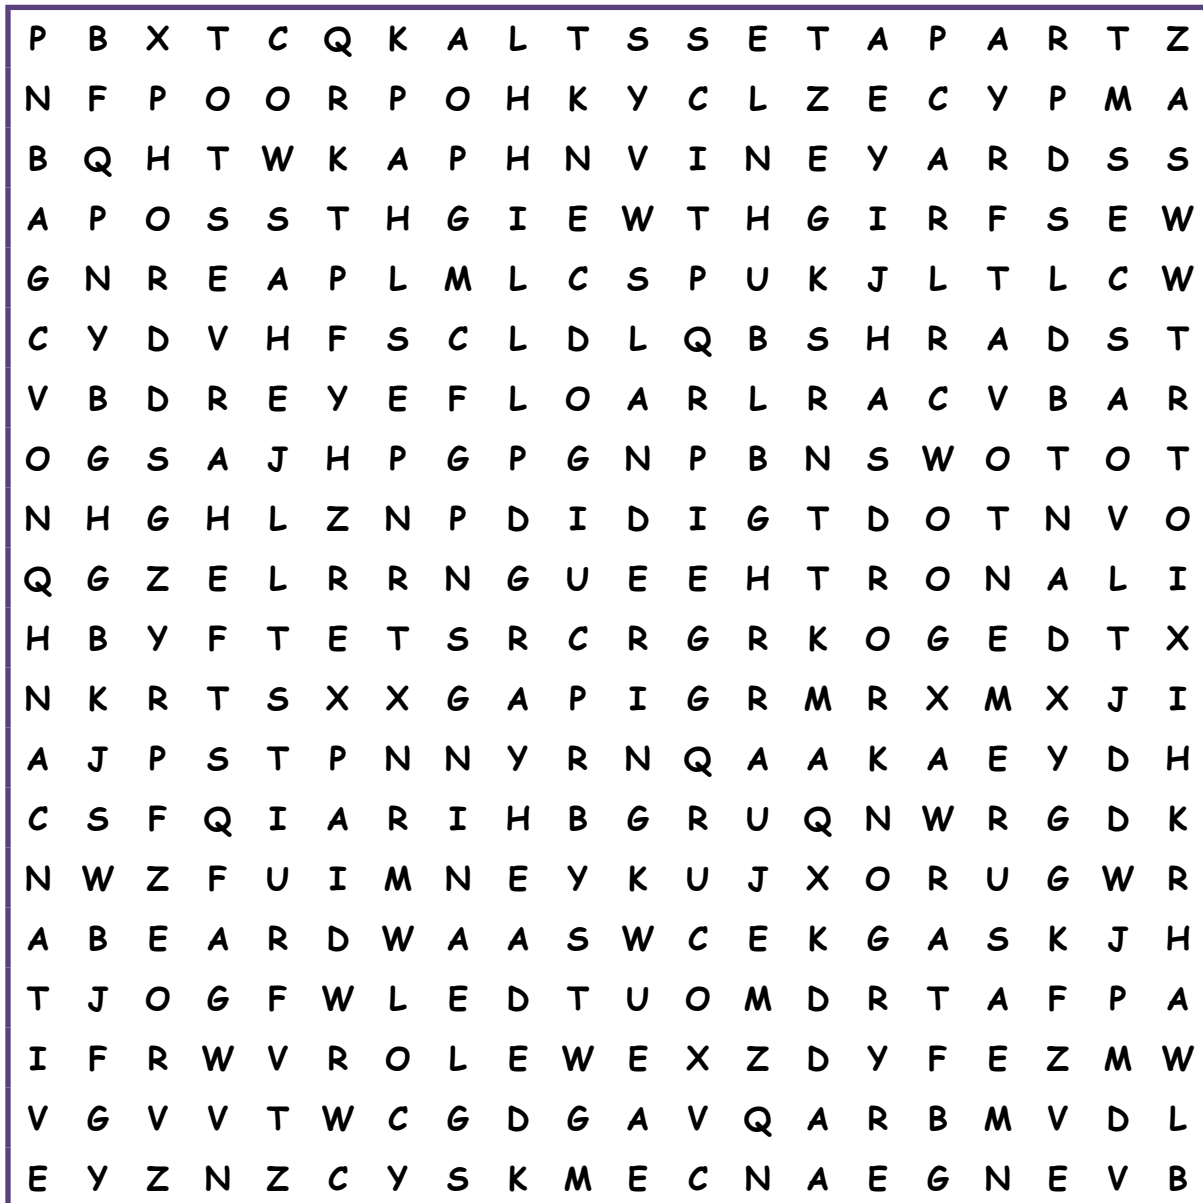 P B X T C Q K A L T S S E T A P A R T Z
N F P O O R P O H K Y C L Z E C Y P M A
B Q H T W K A P H N V I N E Y A R D S S
A P O S S T H G I E W T H G I R F S E W
G N R E A P L M L C S P U K J L T L C W
C Y D V H F S C L D L Q B S H R A D S T
V B D R E Y E F L O A R L R A C V B A R
O G S A J H P G P G N P B N S W O T O T
N H G H L Z N P D I D I G T D O T N V O
Q G Z E L R R N G U E E H T R O N A L I
H B Y F T E T S R C R G R K O G E D T X
N K R T S X X G A P I G R M R X M X J I
A J P S T P N N Y R N Q A A K A E Y D H
C S F Q I A R I H B G R U Q N W R G D K
N W Z F U I M N E Y K U J X O R U G W R
A B E A R D W A A S W C E K G A S K J H
T J O G F W L E D T U O M D R T A F P A
I F R W V R O L E W E X Z D Y F E Z M W
V G V V T W C G D G A V Q A R B M V D L
E Y Z N Z C Y S K M E C N A E G N E V B